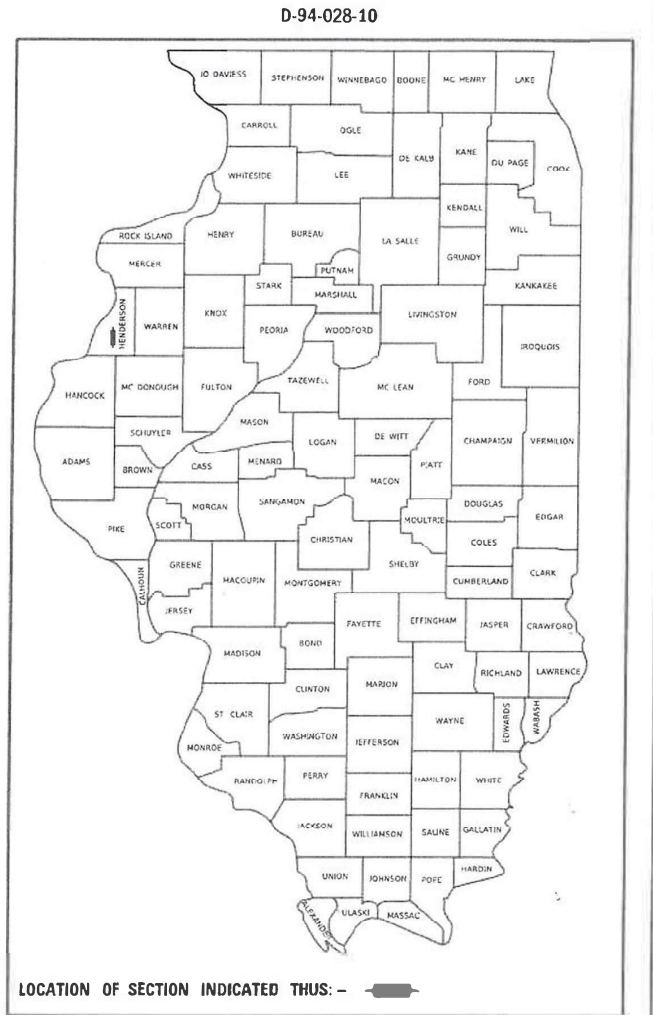 D-94-028-10
JO DAVIESS STEPHENSON WINNEBAGO BOONE MC HENRY LAKE
CARROLL OGLE
DE KALB KANE DU PAGE COOK
WHITESIDE LEE
KENDALL
ROCK ISLAND HENRY BUREAU LA SALLE WILL
MERCER PUTNAM GRUNDY
STARK MARSHALL KANKAKEE
HENDERSON WARREN KNOX PEORIA WOODFORD LIVINGSTON
IROQUOIS
HANCOCK MC DONOUGH FULTON TAZEWELL MC LEAN FORD
MASON
SCHUYLER LOGAN DE WITT CHAMPAIGN VERMILION
ADAMS BROWN CASS MENARD PIATT
MACON
PIKE SCOTT MORGAN SANGAMON MOULTRIE DOUGLAS EDGAR
CHRISTIAN COLES
CALHOUN GREENE MACOUPIN MONTGOMERY SHELBY CUMBERLAND CLARK
JERSEY
FAYETTE EFFINGHAM JASPER CRAWFORD
MADISON BOND
CLAY RICHLAND LAWRENCE
CLINTON MARION
ST CLAIR WAYNE EDWARDS WABASH
MONROE WASHINGTON JEFFERSON
RANDOLPH PERRY HAMILTON WHITE
FRANKLIN
JACKSON WILLIAMSON SALINE GALLATIN
UNION JOHNSON POPE HARDIN
ALEXANDER ULASKI MASSAC
LOCATION OF SECTION INDICATED THUS: –